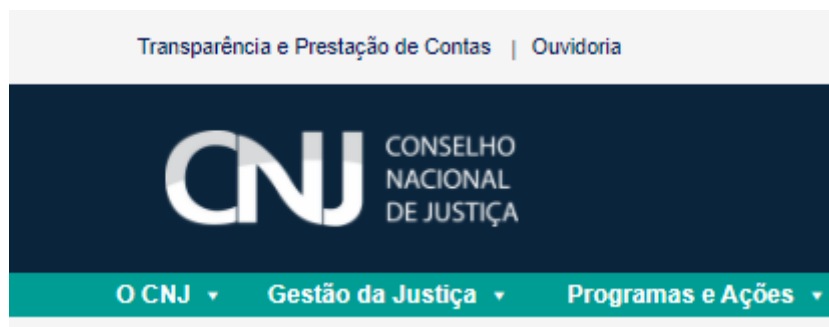 Transparência e Prestação de Contas | Ouvidoria
CNJ
CONSELHO
NACIONAL
DE JUSTIÇA
O CNJ Gestão da Justiça Programas e Ações